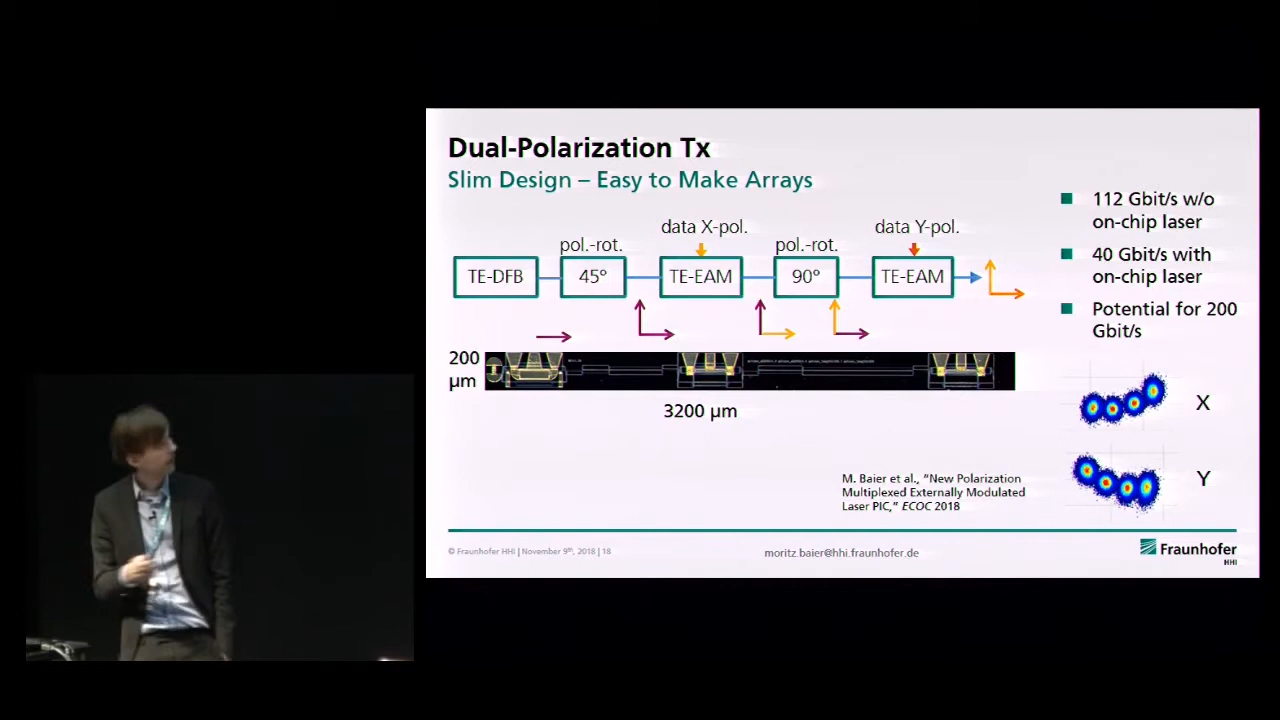 Dual-Polarization Tx
Slim Design – Easy to Make Arrays
data X-pol.
data Y-pol.
pol.-rot.
pol.-rot.
TE-DFB
45°
TE-EAM
90°
TE-EAM
200
µm
3200 µm
112 Gbit/s w/o
on-chip laser
40 Gbit/s with
on-chip laser
Potential for 200
Gbit/s
X
Y
M. Baier et al., “New Polarization
Multiplexed Externally Modulated
Laser PIC,” ECOC 2018
© Fraunhofer HHI | November 9th, 2018 | 18
moritz.baier@hhi.fraunhofer.de
Fraunhofer
HHI